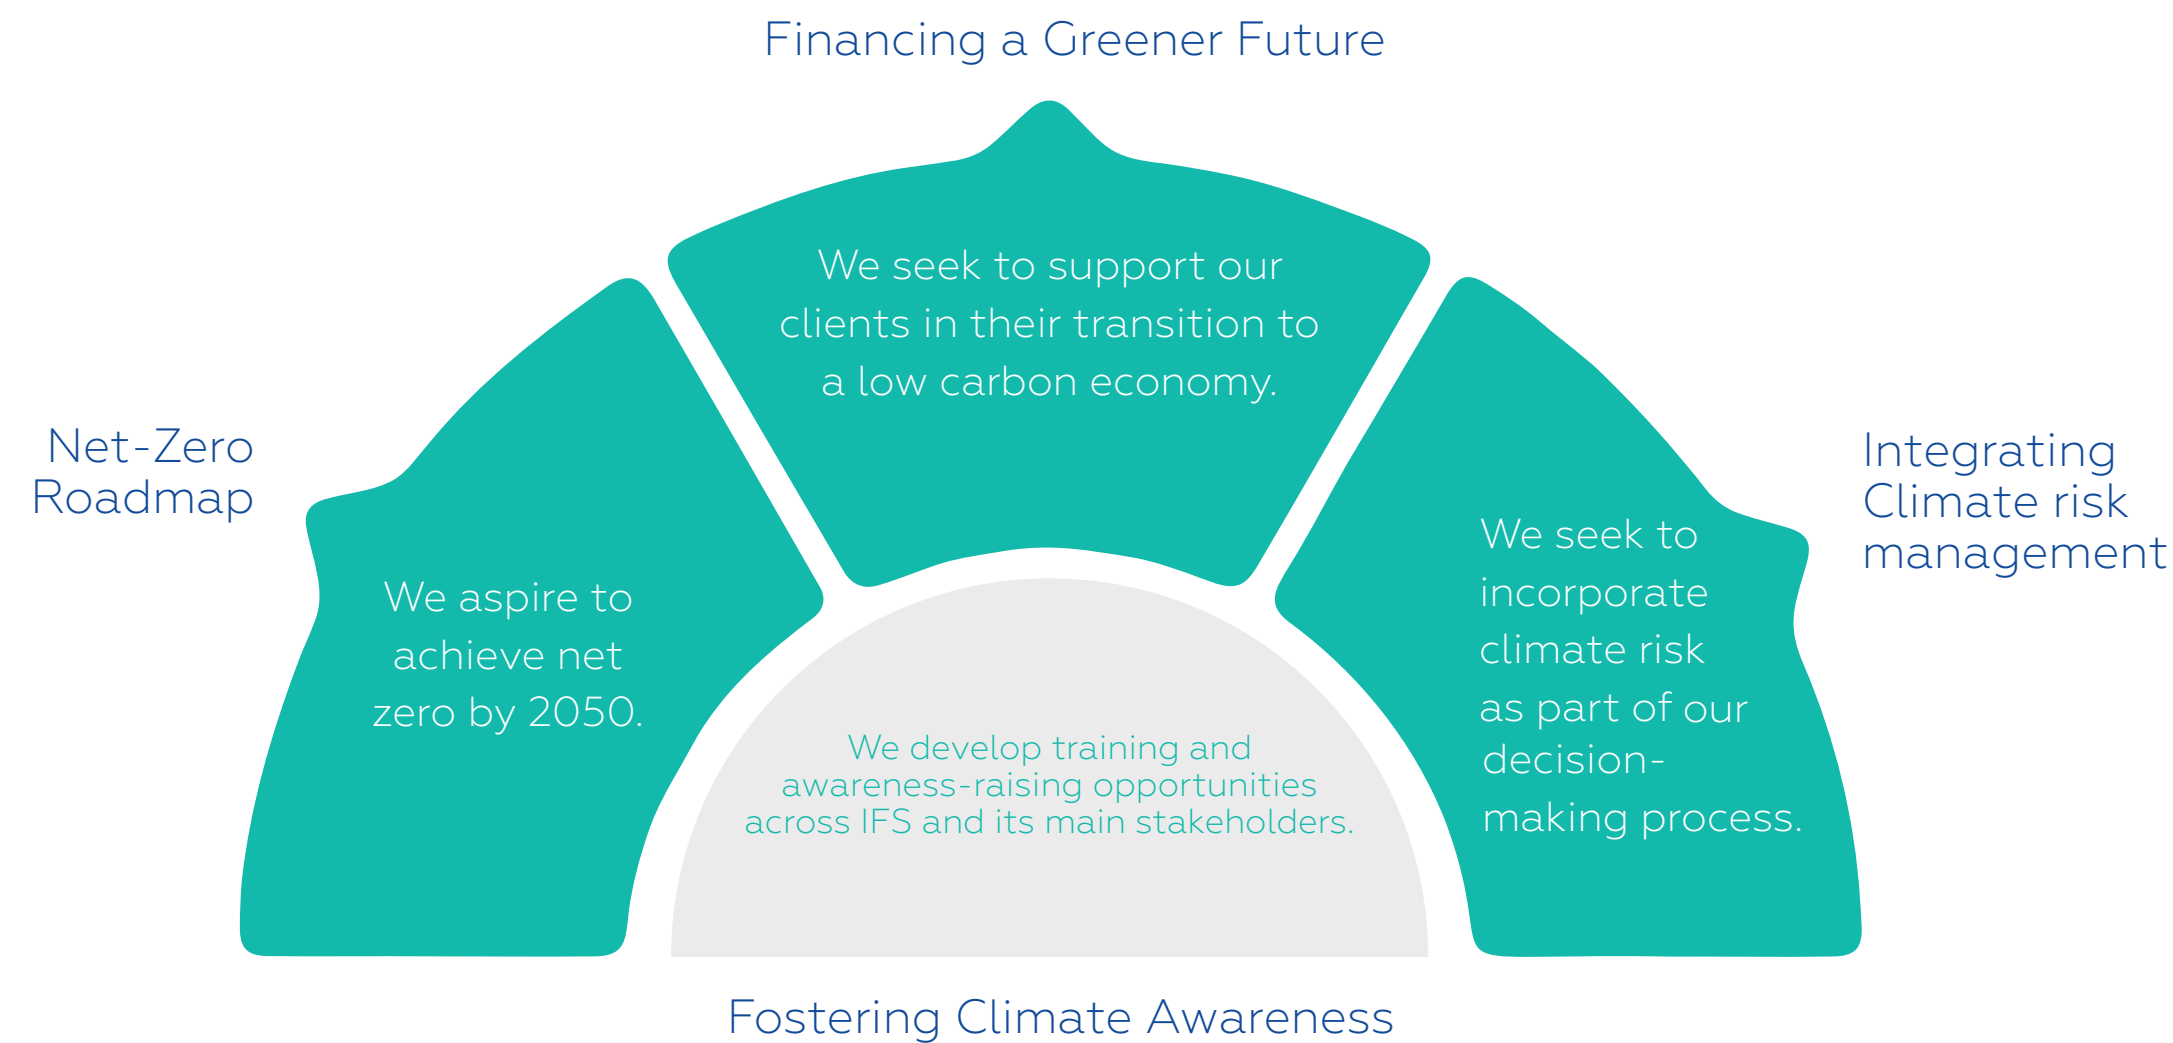 Financing a Greener Future
We seek to support our
clients in their transition to
a low carbon economy.
Net-Zero
Roadmap
We aspire to
achieve net
zero by 2050.
Integrating
Climate risk
management
We seek to
incorporate
climate risk
as part of our
decision-
making process.
We develop training and
awareness-raising opportunities
across IFS and its main stakeholders.
Fostering Climate Awareness